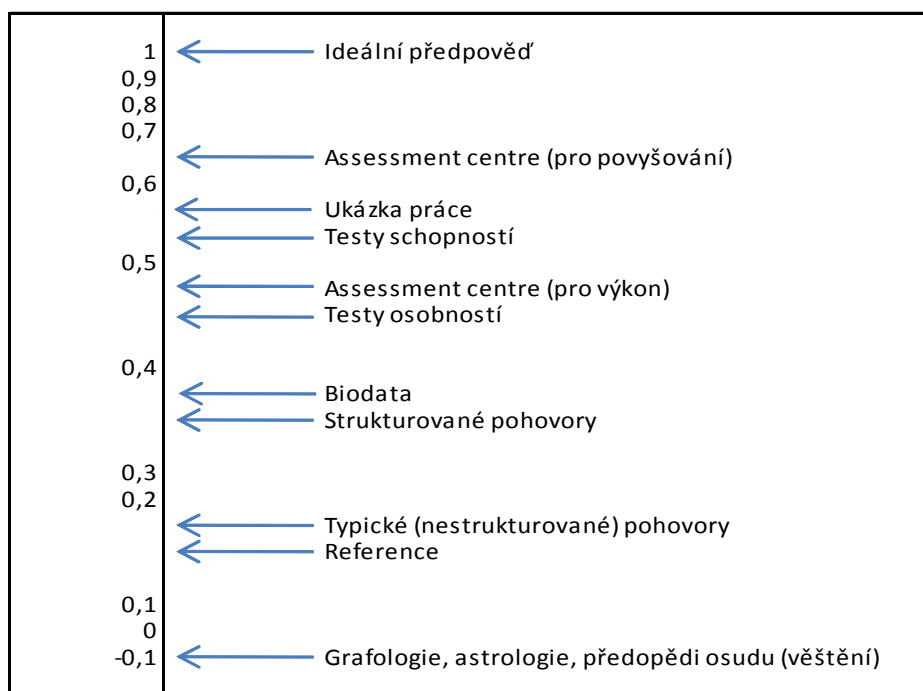 1 Ideální předpověď
0,9
0,8
0,7
Assessment centre (pro povyšování)
0,6
Ukázka práce
Testy schopností
0,5
Assessment centre (pro výkon)
Testy osobností
0,4
Biodata
Strukturované pohovory
0,3
0,2
Typické (nestrukturované) pohovory
Reference
0,1
0
-0,1 Grafologie, astrologie, předopědi osudu (věštění)